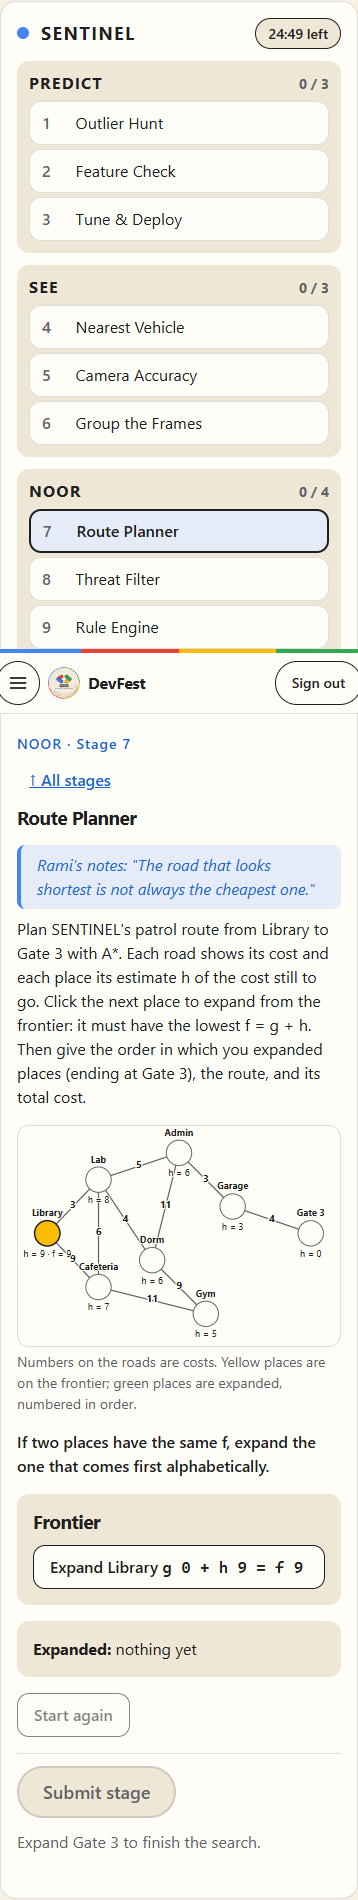 SENTINEL
24:49 left
PREDICT 0 / 3
1 Outlier Hunt
2 Feature Check
3 Tune & Deploy
SEE 0 / 3
4 Nearest Vehicle
5 Camera Accuracy
6 Group the Frames
NOOR 0 / 4
7 Route Planner
8 Threat Filter
9 Rule Engine
DevFest
Sign out
NOOR · Stage 7
↑ All stages
Route Planner
Rami's notes: "The road that looks
shortest is not always the cheapest one."
Plan SENTINEL's patrol route from Library to
Gate 3 with A*. Each road shows its cost and
each place its estimate h of the cost still to
go. Click the next place to expand from the
frontier: it must have the lowest f = g + h.
Then give the order in which you expanded
places (ending at Gate 3), the route, and its
total cost.
Admin
h = 6
Lab
h = 8
5
3
Garage
h = 3
Library
h = 9 · f = 9
3
6
4
11
4
Gate 3
h = 0
9
Cafeteria
h = 7
Dorm
h = 6
9
11
Gym
h = 5
Numbers on the roads are costs. Yellow places are
on the frontier; green places are expanded,
numbered in order.
If two places have the same f, expand the
one that comes first alphabetically.
Frontier
Expand Library g 0 + h 9 = f 9
Expanded: nothing yet
Start again
Submit stage
Expand Gate 3 to finish the search.